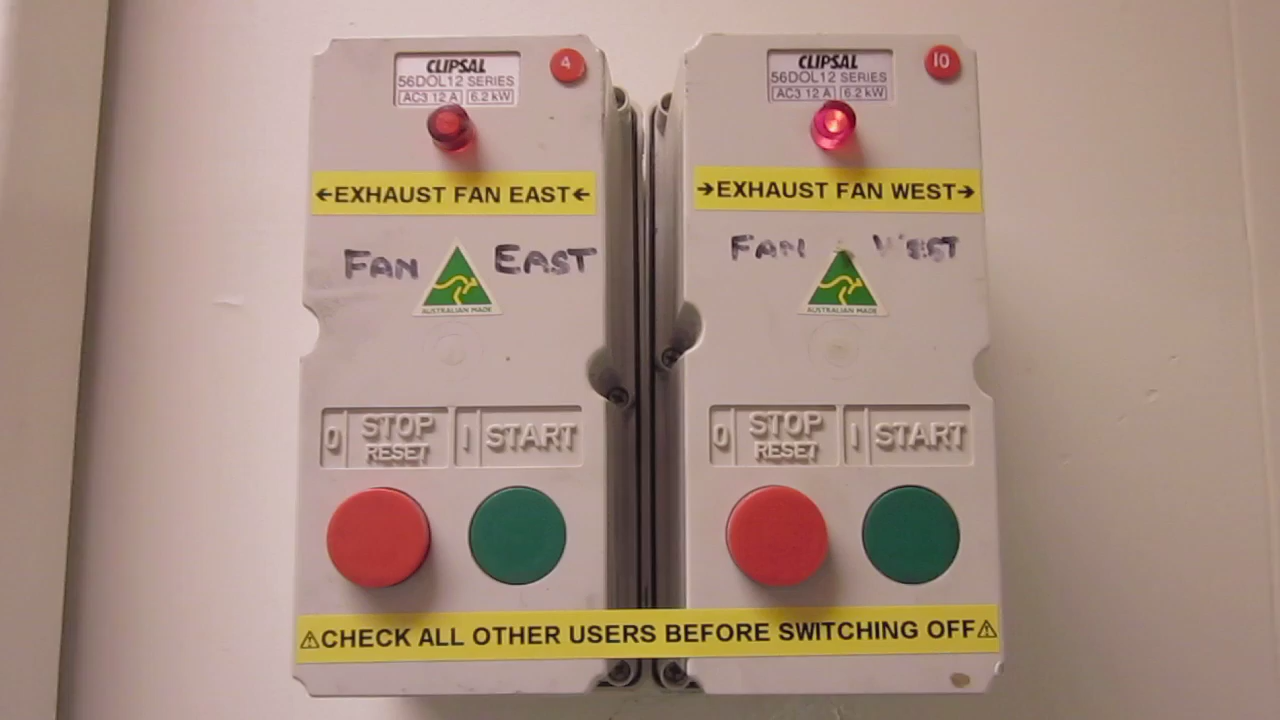 CLIPSAL
56DOL12 SERIES
AC3 12 A 6.2 kW
4
←EXHAUST FAN EAST←
FAN EAST
AUSTRALIAN MADE
0 STOP RESET I START
CLIPSAL
56DOL12 SERIES
AC3 12 A 6.2 kW
10
→EXHAUST FAN WEST→
FAN WEST
AUSTRALIAN MADE
0 STOP RESET I START
⚠CHECK ALL OTHER USERS BEFORE SWITCHING OFF⚠